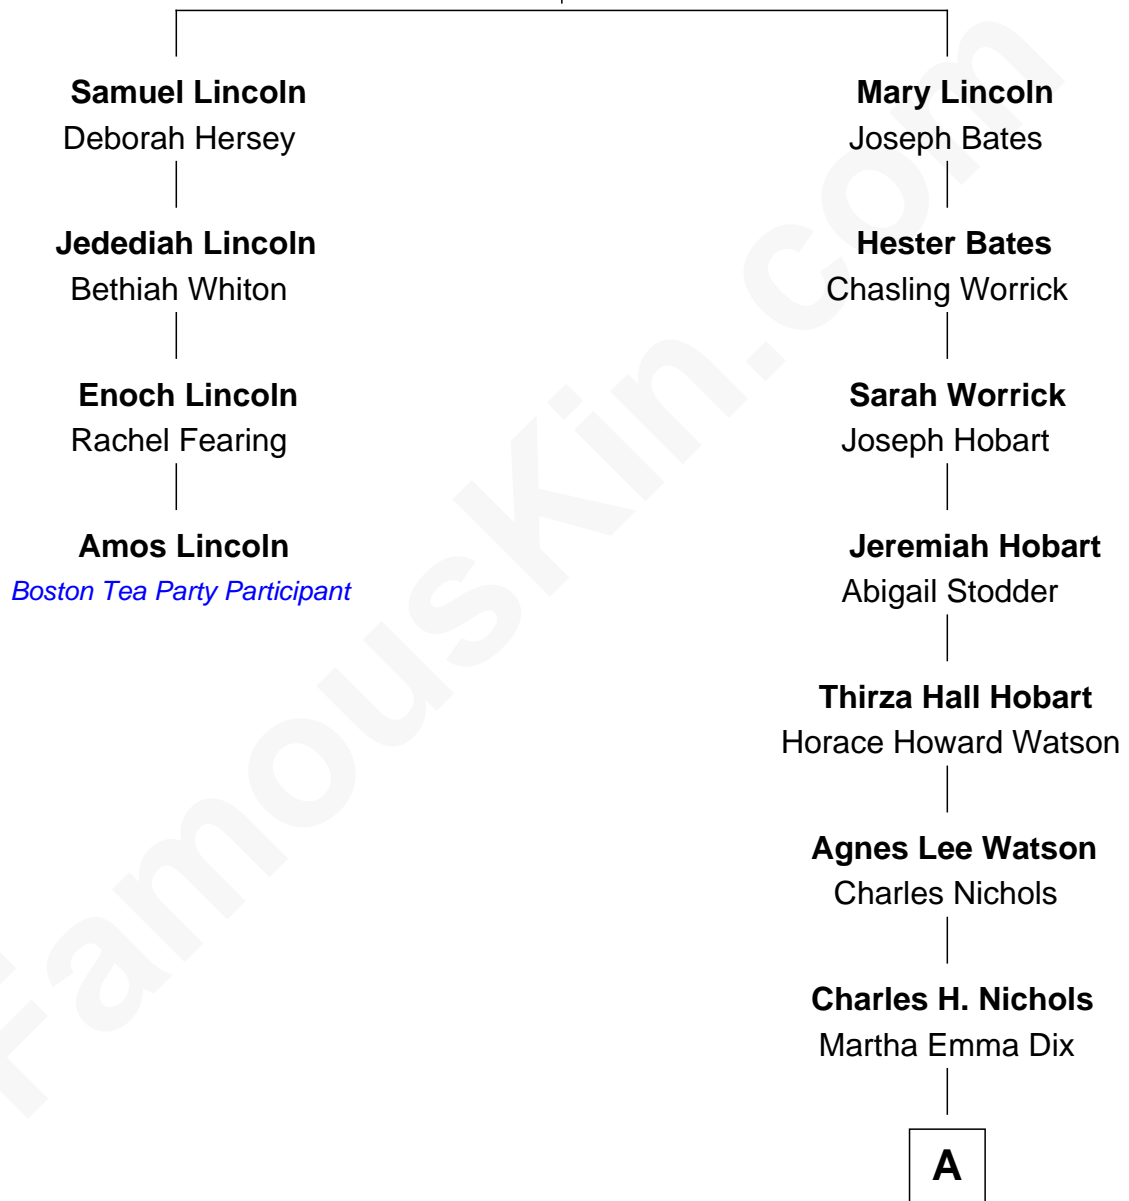 Samuel Lincoln
Deborah Hersey
Jedediah Lincoln
Bethiah Whiton
Enoch Lincoln
Rachel Fearing
Amos Lincoln
Boston Tea Party Participant
Mary Lincoln
Joseph Bates
Hester Bates
Chasling Worrick
Sarah Worrick
Joseph Hobart
Jeremiah Hobart
Abigail Stodder
Thirza Hall Hobart
Horace Howard Watson
Agnes Lee Watson
Charles Nichols
Charles H. Nichols
Martha Emma Dix
A
FamousKin.com